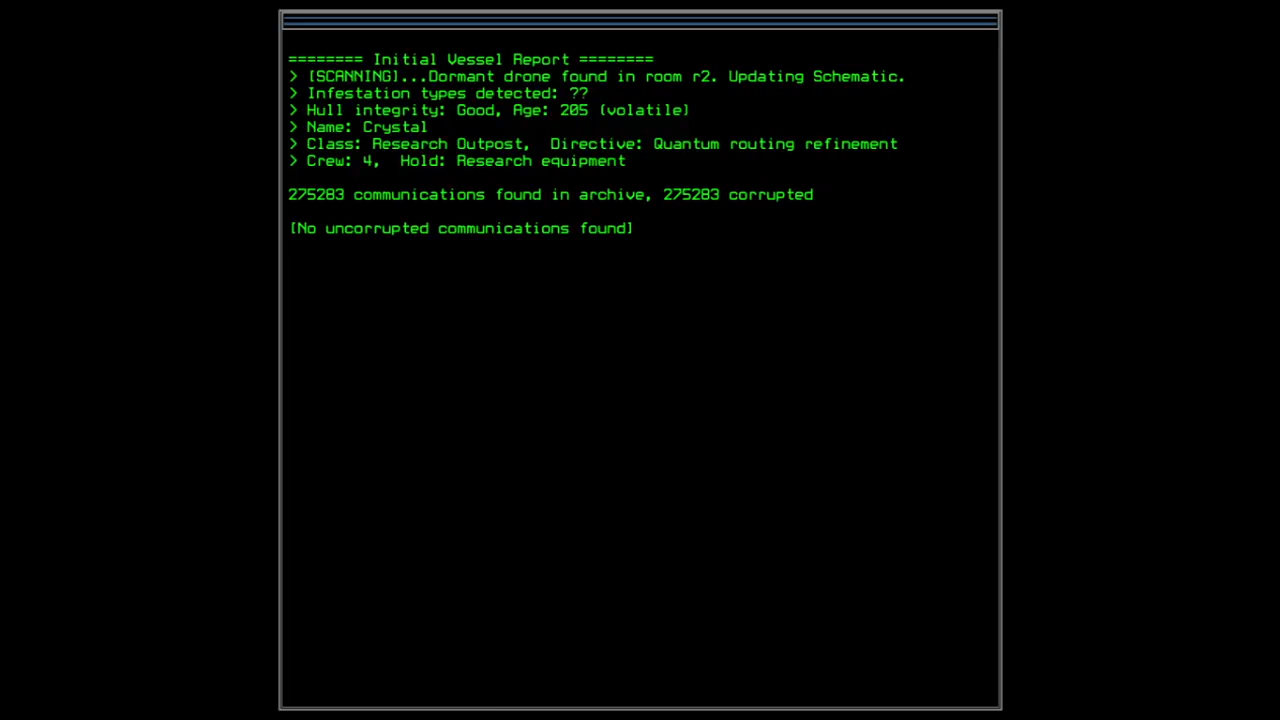 ======== Initial Vessel Report ========
> [SCANNING]...Dormant drone found in room r2. Updating Schematic.
> Infestation types detected: ??
> Hull integrity: Good, Age: 205 (volatile)
> Name: Crystal
> Class: Research Outpost,  Directive: Quantum routing refinement
> Crew: 4,  Hold: Research equipment
275283 communications found in archive, 275283 corrupted
[No uncorrupted communications found]